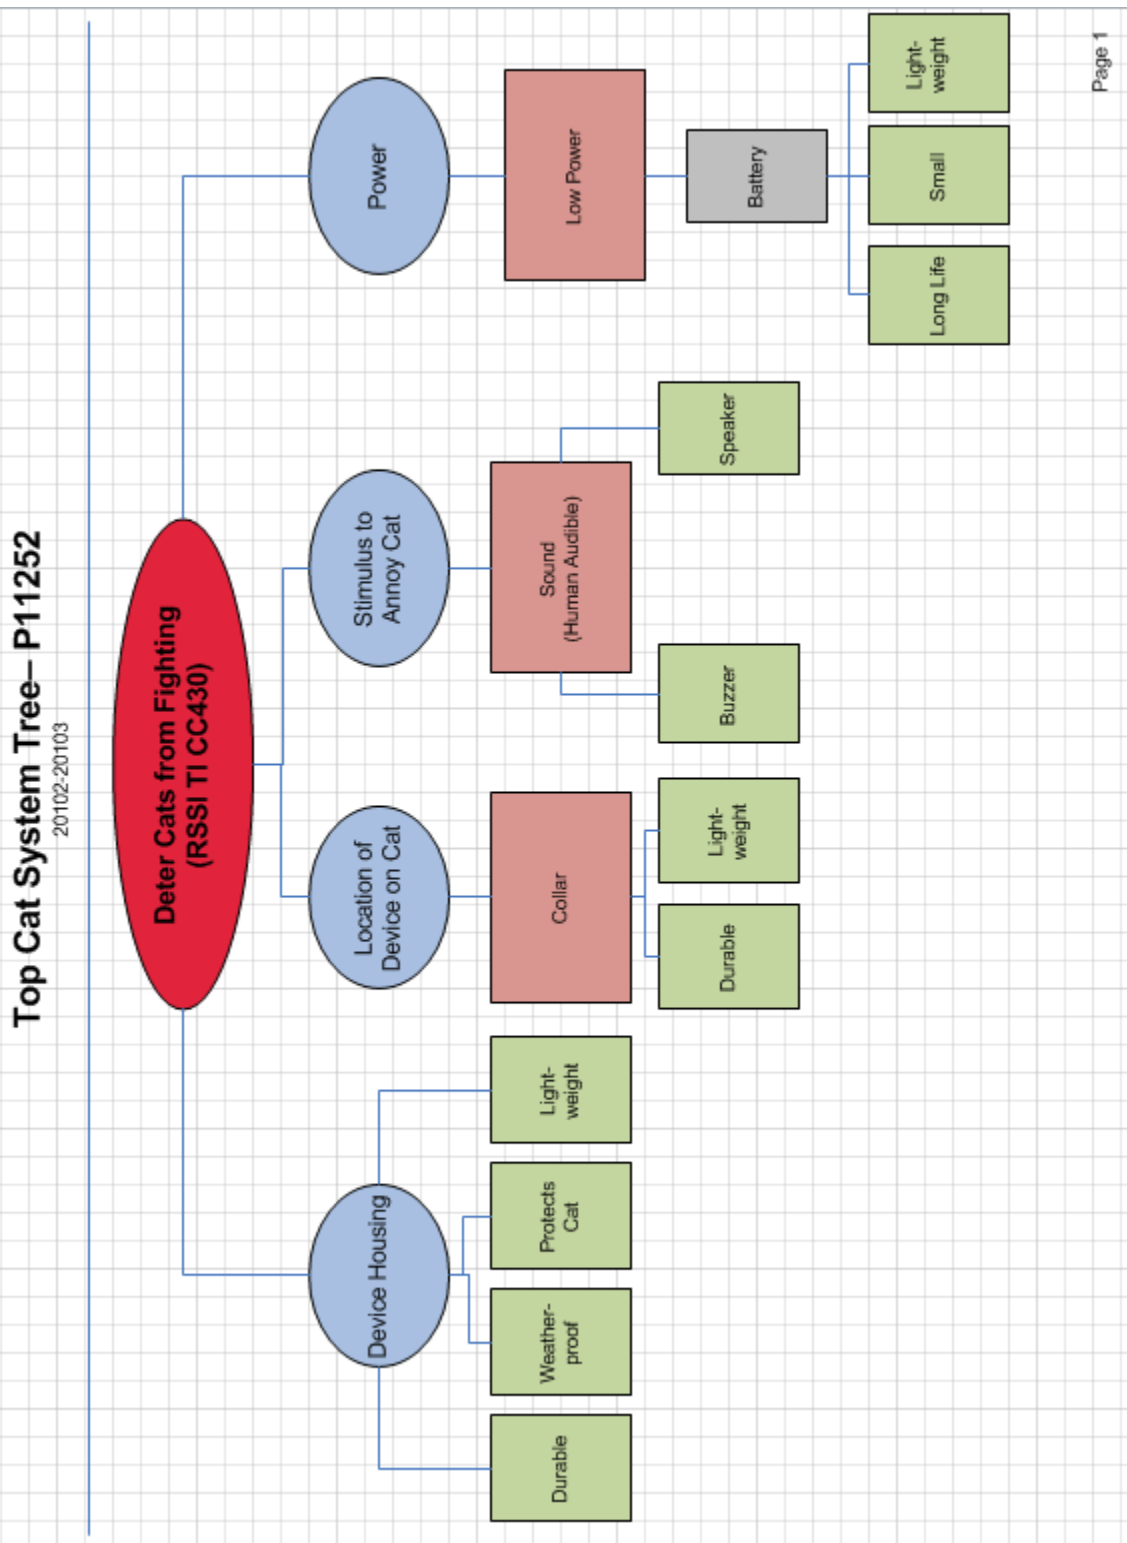 Top Cat System Tree– P11252
20102-20103
Deter Cats from Fighting
(RSSI TI CC430)
Device Housing
Location of
Device on Cat
Stimulus to
Annoy Cat
Power
Durable
Weather-
proof
Protects
Cat
Light-
weight
Collar
Sound
(Human Audible)
Low Power
Durable
Light-
weight
Buzzer
Speaker
Battery
Long Life
Small
Light-
weight
Page 1